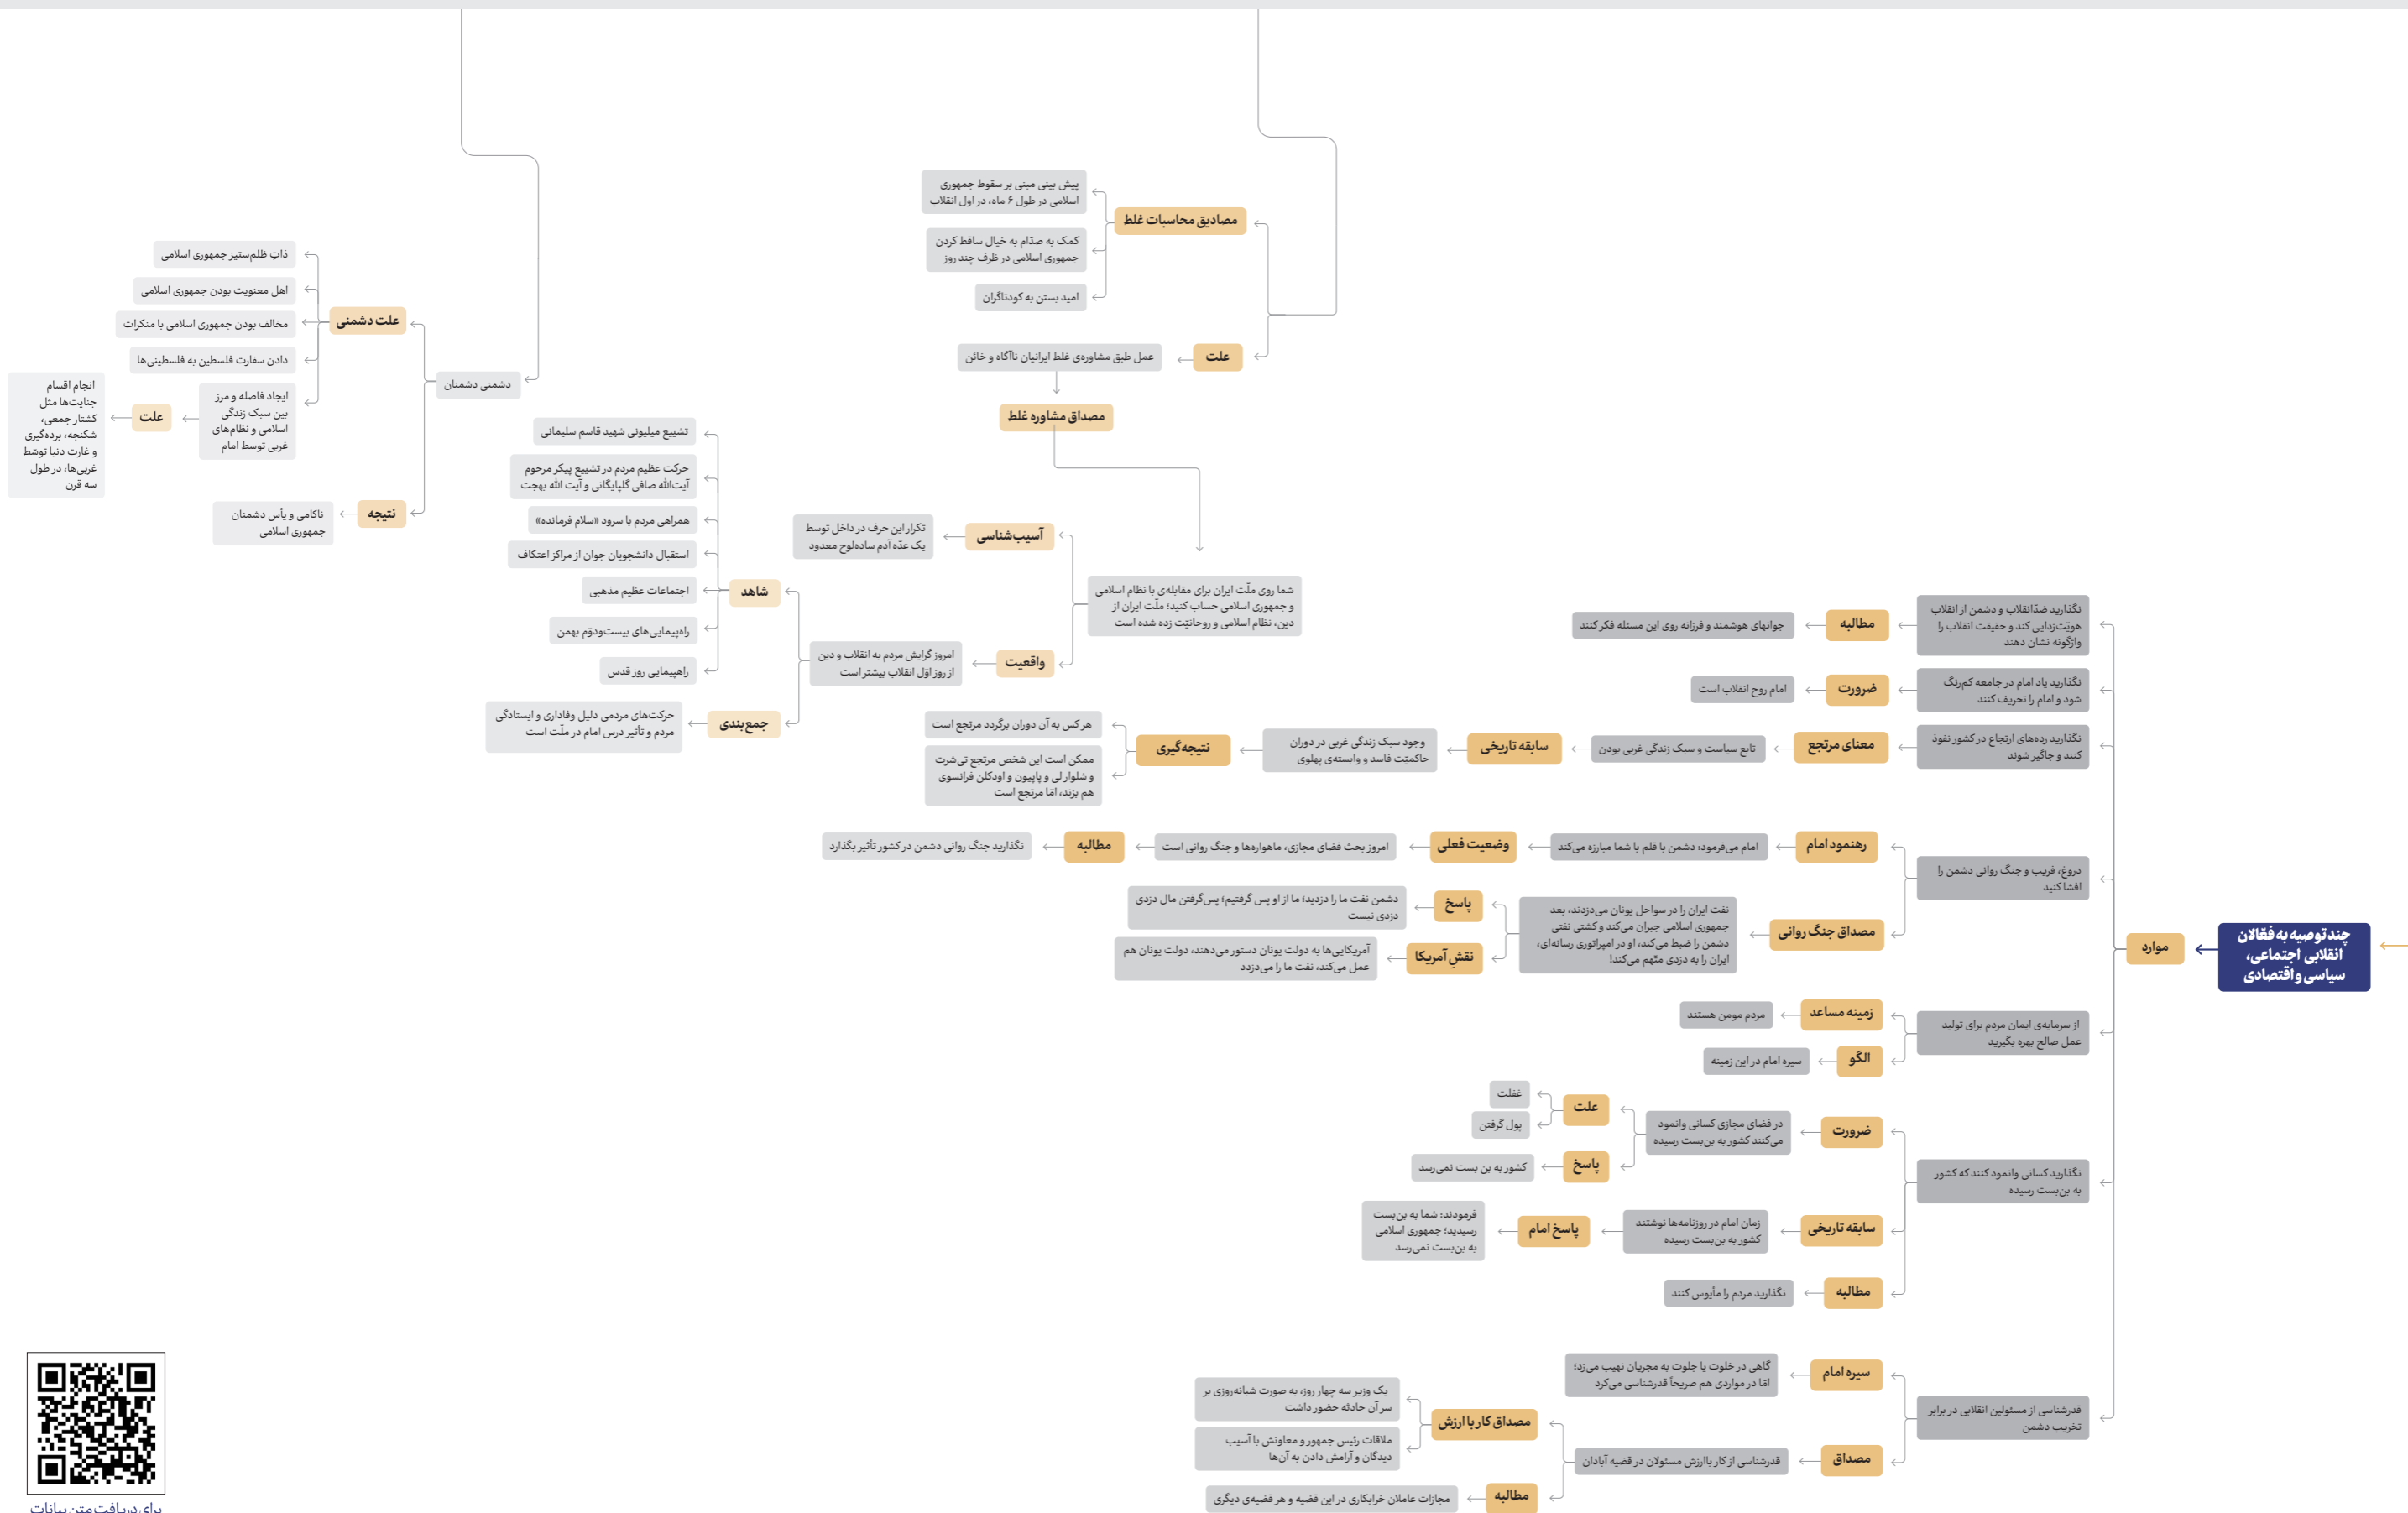 چند توصیه به فعّالان
انقلابی اجتماعی،
سیاسی و اقتصادی
موارد
نگذارید ضدّانقلاب و دشمن از انقلاب
هویّت‌زدایی کند و حقیقت انقلاب را
واژگونه نشان دهند
مطالبه
جوانهای هوشمند و فرزانه روی این مسئله فکر کنند
نگذارید یاد امام در جامعه کم‌رنگ
شود و امام را تحریف کنند
ضرورت
امام روح انقلاب است
نگذارید رده‌های ارتجاع در کشور نفوذ
کنند و جاگیر شوند
معنای مرتجع
تابع سیاست و سبک زندگی غربی بودن
سابقه تاریخی
وجود سبک زندگی غربی در دوران
حاکمیّت فاسد و وابسته‌ی پهلوی
نتیجه‌گیری
هر کس به آن دوران برگردد مرتجع است
ممکن است این شخص مرتجع تی‌شرت
و شلوار لی و پاپیون و اودکلن فرانسوی
هم بزند، امّا مرتجع است
دروغ، فریب و جنگ روانی دشمن را
افشا کنید
رهنمود امام
امام می‌فرمود: دشمن با قلم با شما مبارزه می‌کند
وضعیت فعلی
امروز بحث فضای مجازی، ماهواره‌ها و جنگ روانی است
مطالبه
نگذارید جنگ روانی دشمن در کشور تأثیر بگذارد
مصداق جنگ روانی
نفت ایران را در سواحل یونان می‌دزدند، بعد
جمهوری اسلامی جبران می‌کند و کشتی نفتی
دشمن را ضبط می‌کند، او در امپراتوری رسانه‌ای،
ایران را به دزدی متّهم می‌کند!
پاسخ
دشمن نفت ما را دزدید؛ ما از او پس گرفتیم؛ پس‌گرفتن مال دزدی
دزدی نیست
نقشِ آمریکا
آمریکایی‌ها به دولت یونان دستور می‌دهند، دولت یونان هم
عمل می‌کند، نفت ما را می‌دزدد
از سرمایه‌ی ایمان مردم برای تولید
عمل صالح بهره بگیرید
زمینه مساعد
مردم مومن هستند
الگو
سیره امام در این زمینه
نگذارید کسانی وانمود کنند که کشور
به بن‌بست رسیده
ضرورت
در فضای مجازی کسانی وانمود
می‌کنند کشور به بن‌بست رسیده
علت
غفلت
پول گرفتن
پاسخ
کشور به بن بست نمی‌رسد
سابقه تاریخی
زمان امام در روزنامه‌ها نوشتند
کشور به بن‌بست رسیده
پاسخ امام
فرمودند: شما به بن‌بست
رسیدید؛ جمهوری اسلامی
به بن‌بست نمی‌رسد
مطالبه
نگذارید مردم را مأیوس کنند
قدرشناسی از مسئولین انقلابی در برابر
تخریب دشمن
سیره امام
گاهی در خلوت یا جلوت به مجریان نهیب می‌زد؛
امّا در مواردی هم صریحاً قدرشناسی می‌کرد
مصداق
قدرشناسی از کار باارزش مسئولان در قضیه آبادان
مصداق کار با ارزش
یک وزیر سه چهار روز، به صورت شبانه‌روزی بر
سر آن حادثه حضور داشت
ملاقات رئیس جمهور و معاونش با آسیب
دیدگان و آرامش دادن به آن‌ها
مطالبه
مجازات عاملان خرابکاری در این قضیه و هر قضیه‌ی دیگری
مصادیق محاسبات غلط
پیش بینی مبنی بر سقوط جمهوری
اسلامی در طول ۶ ماه، در اول انقلاب
کمک به صدّام به خیال ساقط کردن
جمهوری اسلامی در ظرف چند روز
امید بستن به کودتاگران
علت
عمل طبق مشاوره‌ی غلط ایرانیان ناآگاه و خائن
مصداق مشاوره غلط
شما روی ملّت ایران برای مقابله‌ی با نظام اسلامی
و جمهوری اسلامی حساب کنید؛ ملّت ایران از
دین، نظام اسلامی و روحانیّت زده شده است
آسیب‌شناسی
تکرار این حرف در داخل توسط
یک عدّه آدم ساده‌لوح معدود
واقعیت
امروز گرایش مردم به انقلاب و دین
از روز اوّل انقلاب بیشتر است
شاهد
تشییع میلیونی شهید قاسم سلیمانی
حرکت عظیم مردم در تشییع پیکر مرحوم
آیت‌الله صافی گلپایگانی و آیت الله بهجت
همراهی مردم با سرود «سلام فرمانده»
استقبال دانشجویان جوان از مراکز اعتکاف
اجتماعات عظیم مذهبی
راه‌پیمایی‌های بیست‌ودوّم بهمن
راهپیمایی روز قدس
جمع‌بندی
حرکت‌های مردمی دلیل وفاداری و ایستادگی
مردم و تأثیر درس امام در ملّت است
دشمنی دشمنان
علت دشمنی
ذاتِ ظلم‌ستیز جمهوری اسلامی
اهل معنویت بودن جمهوری اسلامی
مخالف بودن جمهوری اسلامی با منکرات
دادن سفارت فلسطین به فلسطینی‌ها
ایجاد فاصله و مرز
بین سبک زندگی
اسلامی و نظام‌های
غربی توسط امام
علت
انجام اقسام
جنایت‌ها مثل
کشتار جمعی،
شکنجه، برده‌گیری
و غارت دنیا توسّط
غربی‌ها، در طول
سه قرن
نتیجه
ناکامی و یأس دشمنان
جمهوری اسلامی
برای دریافت متن بیانات